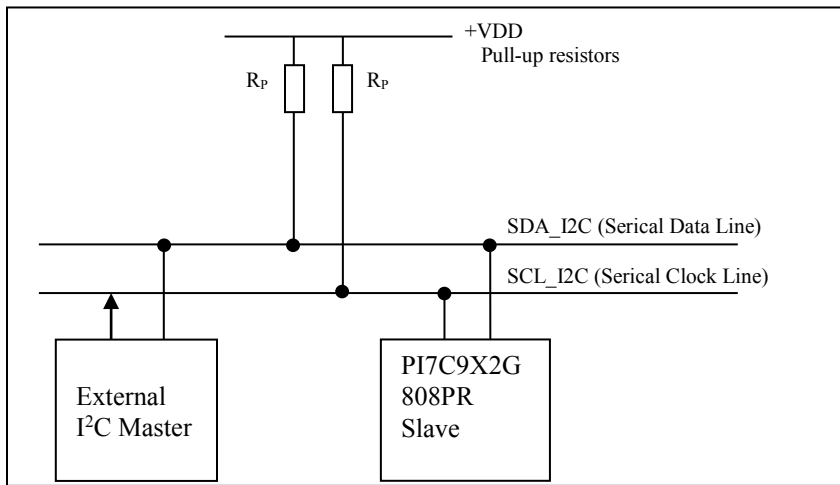 +VDD
Pull-up resistors
RP
RP
SDA_I2C (Serical Data Line)
SCL_I2C (Serical Clock Line)
External
I²C Master
PI7C9X2G
808PR
Slave